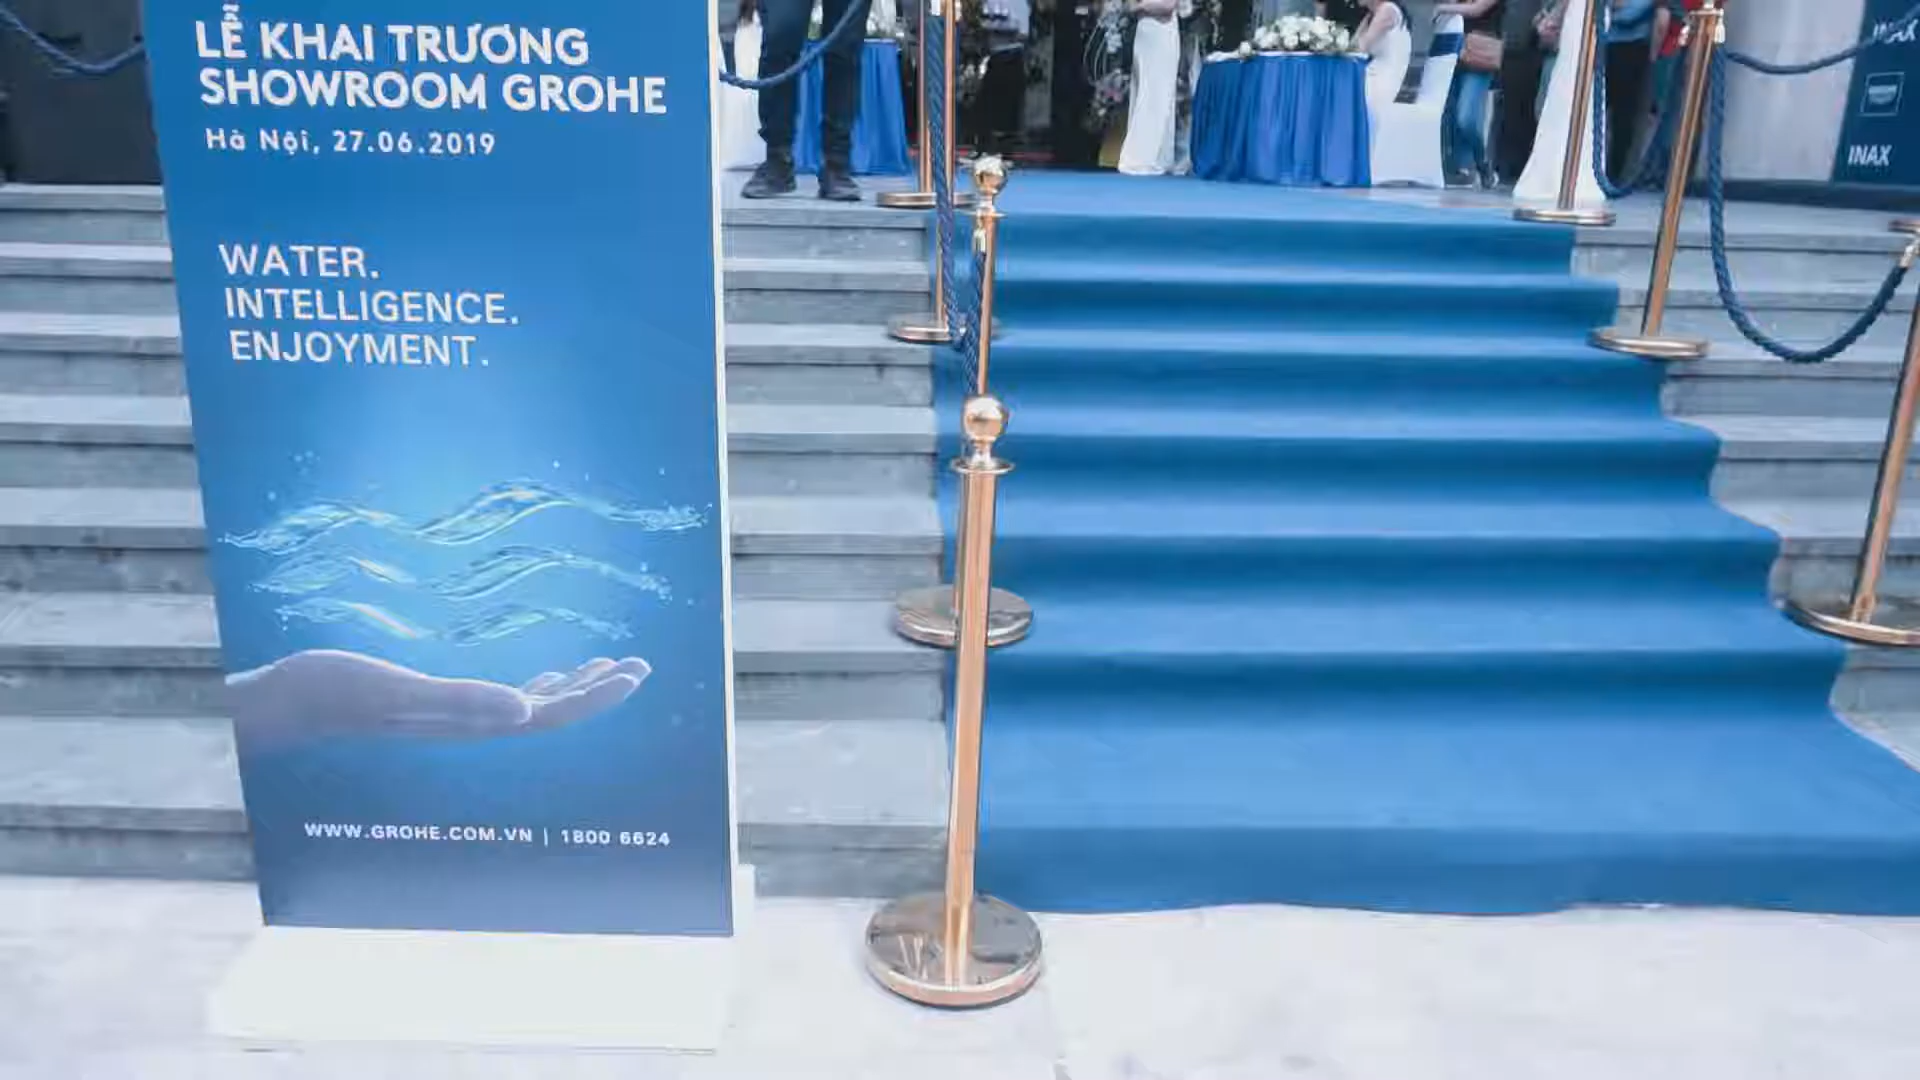 LỄ KHAI TRƯƠNG
SHOWROOM GROHE
Hà Nội, 27.06.2019
WATER.
INTELLIGENCE.
ENJOYMENT.
WWW.GROHE.COM.VN | 1800 6624
INAX
INAX